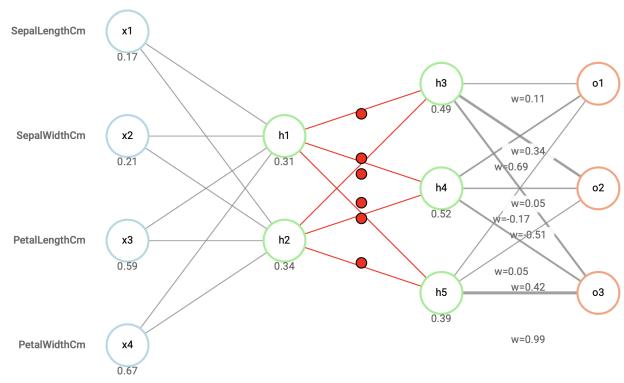 SepalLengthCm
x1
0.17
SepalWidthCm
x2
0.21
PetalLengthCm
x3
0.59
PetalWidthCm
x4
0.67
h1
0.31
h2
0.34
h3
0.49
h4
0.52
h5
0.39
w=0.11
w=0.34
w=0.69
w=0.05
w=-0.17
w=-0.51
w=0.05
w=0.42
w=0.99
o1
o2
o3